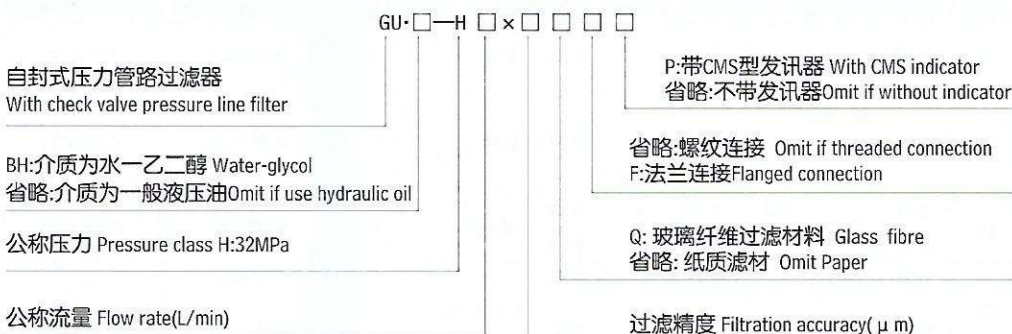 GU·□—H □×□ □ □ □
自封式压力管路过滤器
With check valve pressure line filter
BH:介质为水一乙二醇 Water-glycol
省略:介质为一般液压油Omit if use hydraulic oil
公称压力 Pressure class H:32MPa
公称流量 Flow rate(L/min)
P:带CMS型发讯器 With CMS indicator
省略:不带发讯器Omit if without indicator
省略:螺纹连接 Omit if threaded connection
F:法兰连接Flanged connection
Q: 玻璃纤维过滤材料 Glass fibre
省略: 纸质滤材 Omit Paper
过滤精度 Filtration accuracy(μm)